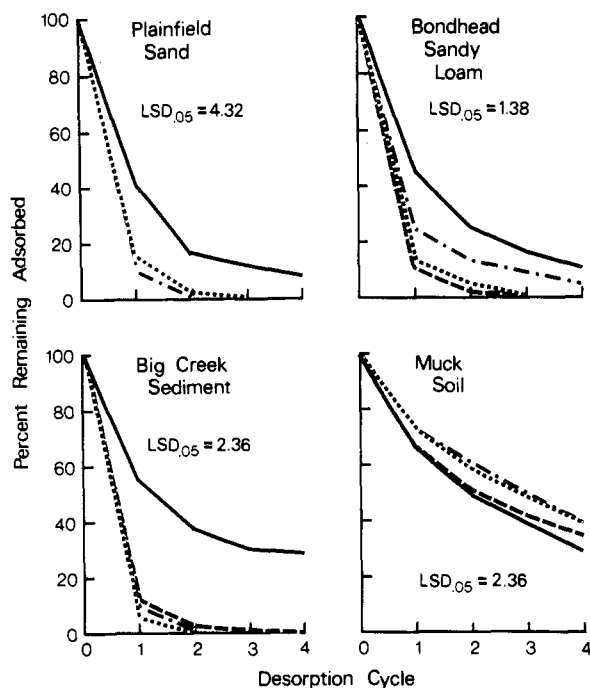 Plainfield
Sand
LSD.05 = 4.32
100
80
60
40
20
0
Bondhead
Sandy
Loam
LSD.05 = 1.38
Percent Remaining Adsorbed
Big Creek
Sediment
LSD.05 = 2.36
100
80
60
40
20
0
0 1 2 3 4
Muck
Soil
LSD.05 = 2.36
0 1 2 3 4
Desorption Cycle